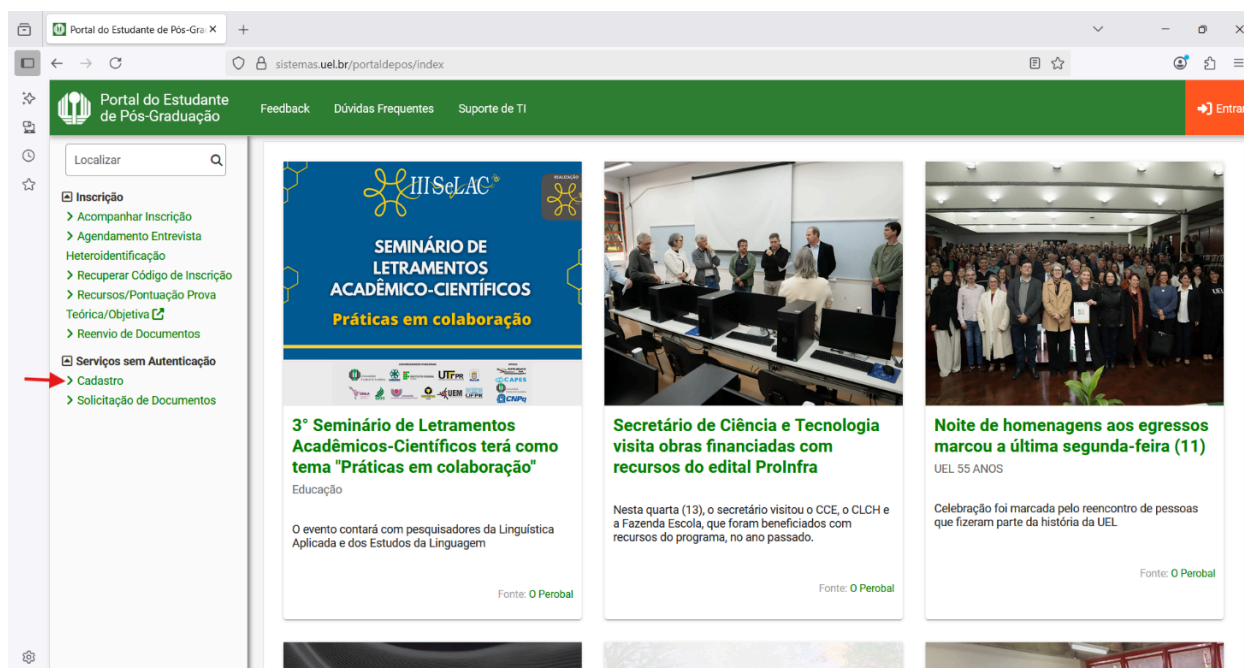 Portal do Estudante de Pós-Gra
sistemas.uel.br/portaldepos/index
Portal do Estudante
de Pós-Graduação
Feedback
Dúvidas Frequentes
Suporte de TI
Entrar
Localizar
Inscrição
Acompanhar Inscrição
Agendamento Entrevista
Heteroidentificação
Recuperar Código de Inscrição
Recursos/Pontuação Prova
Teórica/Objetiva
Reenvio de Documentos
Serviços sem Autenticação
Cadastro
Solicitação de Documentos
III SeLAC
REALIZAÇÃO
SEMINÁRIO DE
LETRAMENTOS
ACADÊMICO-CIENTÍFICOS
Práticas em colaboração
UTFPR
CAPES
UEM
UFPR
CNPq
3° Seminário de Letramentos
Acadêmicos-Científicos terá como
tema "Práticas em colaboração"
Educação
O evento contará com pesquisadores da Linguística
Aplicada e dos Estudos da Linguagem
Fonte: O Perobal
Secretário de Ciência e Tecnologia
visita obras financiadas com
recursos do edital ProInfra
Nesta quarta (13), o secretário visitou o CCE, o CLCH e
a Fazenda Escola, que foram beneficiados com
recursos do programa, no ano passado.
Fonte: O Perobal
Noite de homenagens aos egressos
marcou a última segunda-feira (11)
UEL 55 ANOS
Celebração foi marcada pelo reencontro de pessoas
que fizeram parte da história da UEL
Fonte: O Perobal